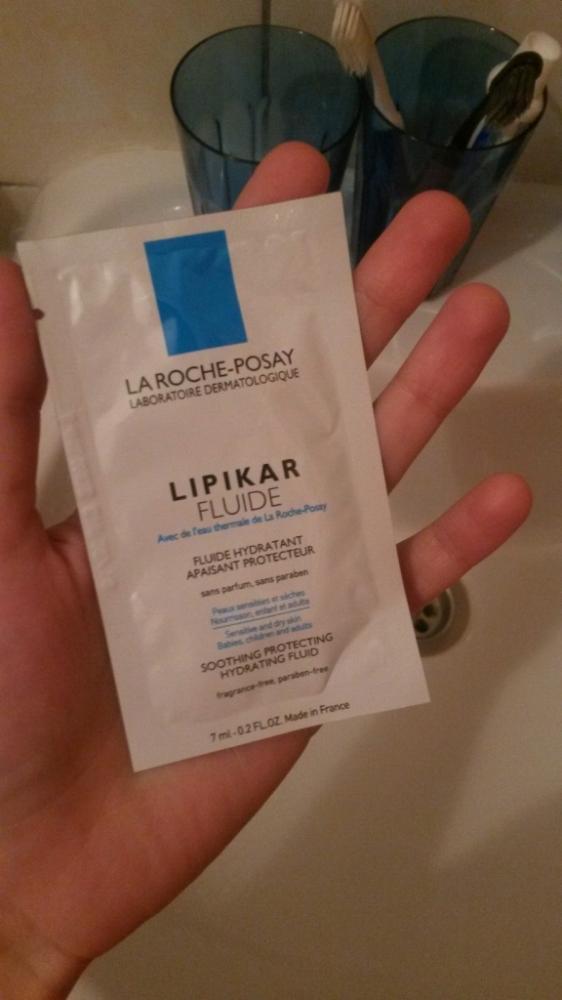 LA ROCHE-POSAY
LABORATOIRE DERMATOLOGIQUE
LIPIKAR
FLUIDE
Avec de l'eau thermale de La Roche-Posay
FLUIDE HYDRATANT
APAISANT PROTECTEUR
sans parfum, sans paraben
Peaux sensibles et sèches
Nourrisson, enfant et adulte
Sensitive and dry skin
Babies, children and adults
SOOTHING PROTECTING
HYDRATING FLUID
fragrance-free, paraben-free
7 ml - 0.2 FL.OZ. Made in France